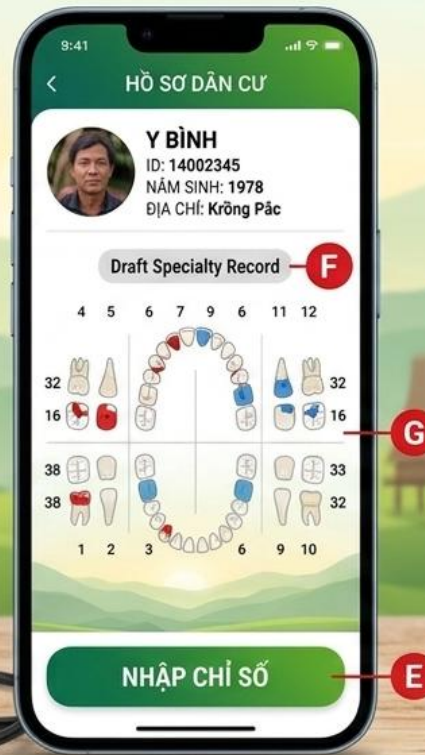 9:41
HỒ SƠ DÂN CƯ
Y BÌNH
ID: 14002345
NĂM SINH: 1978
ĐỊA CHỈ: Krông Pắc
Draft Specialty Record
F
4 5 6 7 9 6 11 12
32 32
16 16
G
38 33
38 32
1 2 3 6 9 10
NHẬP CHỈ SỐ
E